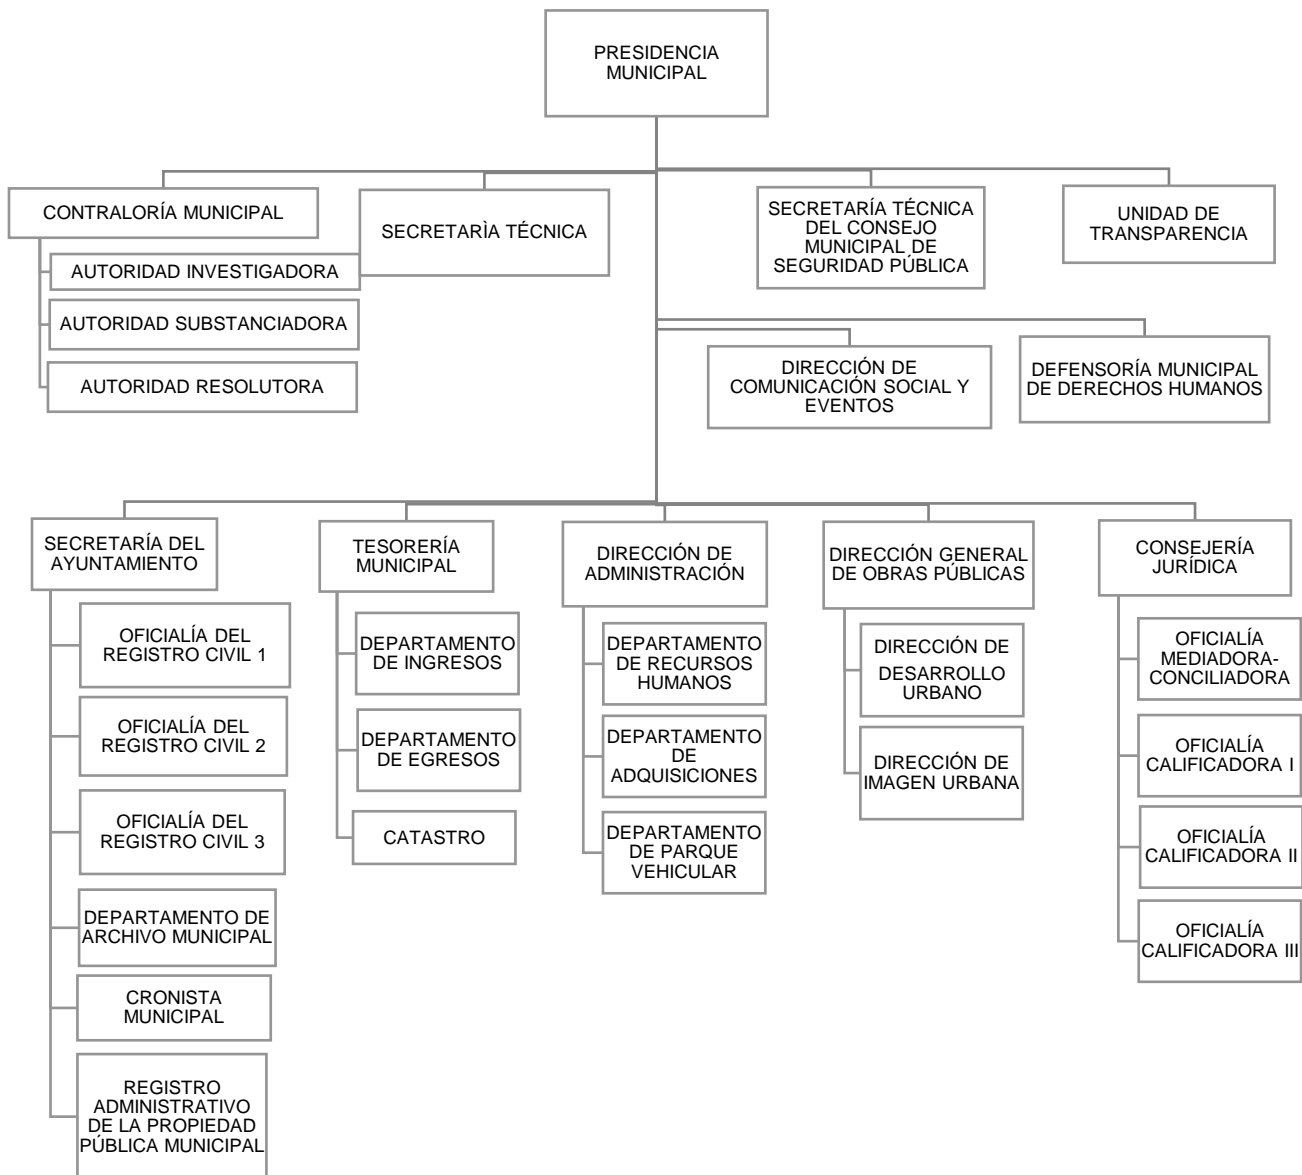 PRESIDENCIA
MUNICIPAL
CONTRALORÍA MUNICIPAL
AUTORIDAD INVESTIGADORA
AUTORIDAD SUBSTANCIADORA
AUTORIDAD RESOLUTORA
SECRETARÌA TÉCNICA
SECRETARÍA TÉCNICA
DEL CONSEJO
MUNICIPAL DE
SEGURIDAD PÚBLICA
UNIDAD DE
TRANSPARENCIA
DIRECCIÓN DE
COMUNICACIÓN SOCIAL Y
EVENTOS
DEFENSORÍA MUNICIPAL
DE DERECHOS HUMANOS
SECRETARÍA DEL
AYUNTAMIENTO
OFICIALÍA DEL
REGISTRO CIVIL 1
OFICIALÍA DEL
REGISTRO CIVIL 2
OFICIALÍA DEL
REGISTRO CIVIL 3
DEPARTAMENTO DE
ARCHIVO MUNICIPAL
CRONISTA
MUNICIPAL
REGISTRO
ADMINISTRATIVO
DE LA PROPIEDAD
PÚBLICA MUNICIPAL
TESORERÍA
MUNICIPAL
DEPARTAMENTO
DE INGRESOS
DEPARTAMENTO
DE EGRESOS
CATASTRO
DIRECCIÓN DE
ADMINISTRACIÓN
DEPARTAMENTO
DE RECURSOS
HUMANOS
DEPARTAMENTO
DE
ADQUISICIONES
DEPARTAMENTO
DE PARQUE
VEHICULAR
DIRECCIÓN GENERAL
DE OBRAS PÚBLICAS
DIRECCIÓN DE
DESARROLLO
URBANO
DIRECCIÓN DE
IMAGEN URBANA
CONSEJERÍA
JURÍDICA
OFICIALÍA
MEDIADORA-
CONCILIADORA
OFICIALÍA
CALIFICADORA I
OFICIALÍA
CALIFICADORA II
OFICIALÍA
CALIFICADORA III